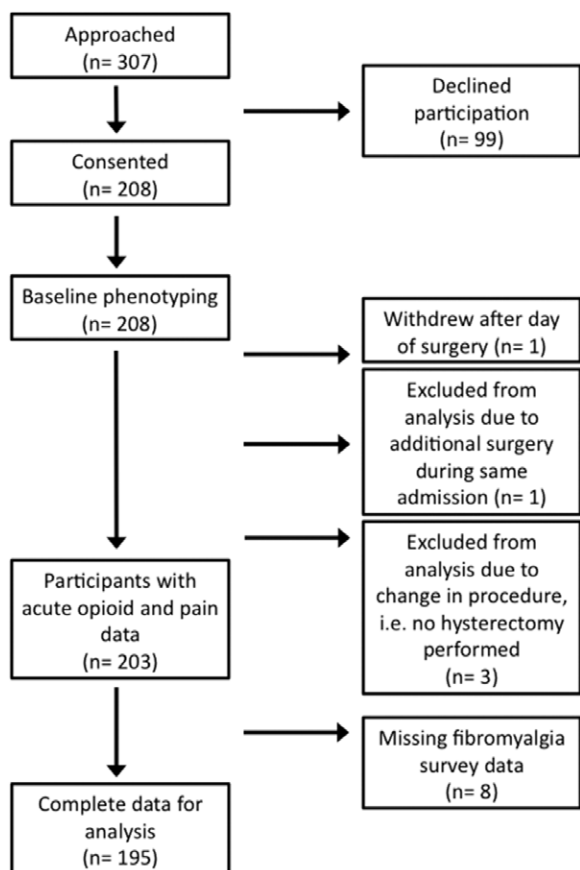 Approached
(n= 307)
Declined
participation
(n= 99)
Consented
(n= 208)
Baseline phenotyping
(n= 208)
Withdrew after day
of surgery (n= 1)
Excluded from
analysis due to
additional surgery
during same
admission (n= 1)
Excluded from
analysis due to
change in procedure,
i.e. no hysterectomy
performed
(n= 3)
Participants with
acute opioid and pain
data
(n= 203)
Missing fibromyalgia
survey data
(n= 8)
Complete data for
analysis
(n= 195)